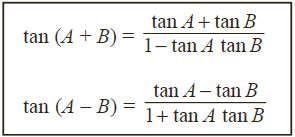 tan (A + B) = (tan A + tan B) / (1 − tan A tan B)
tan (A − B) = (tan A − tan B) / (1 + tan A tan B)